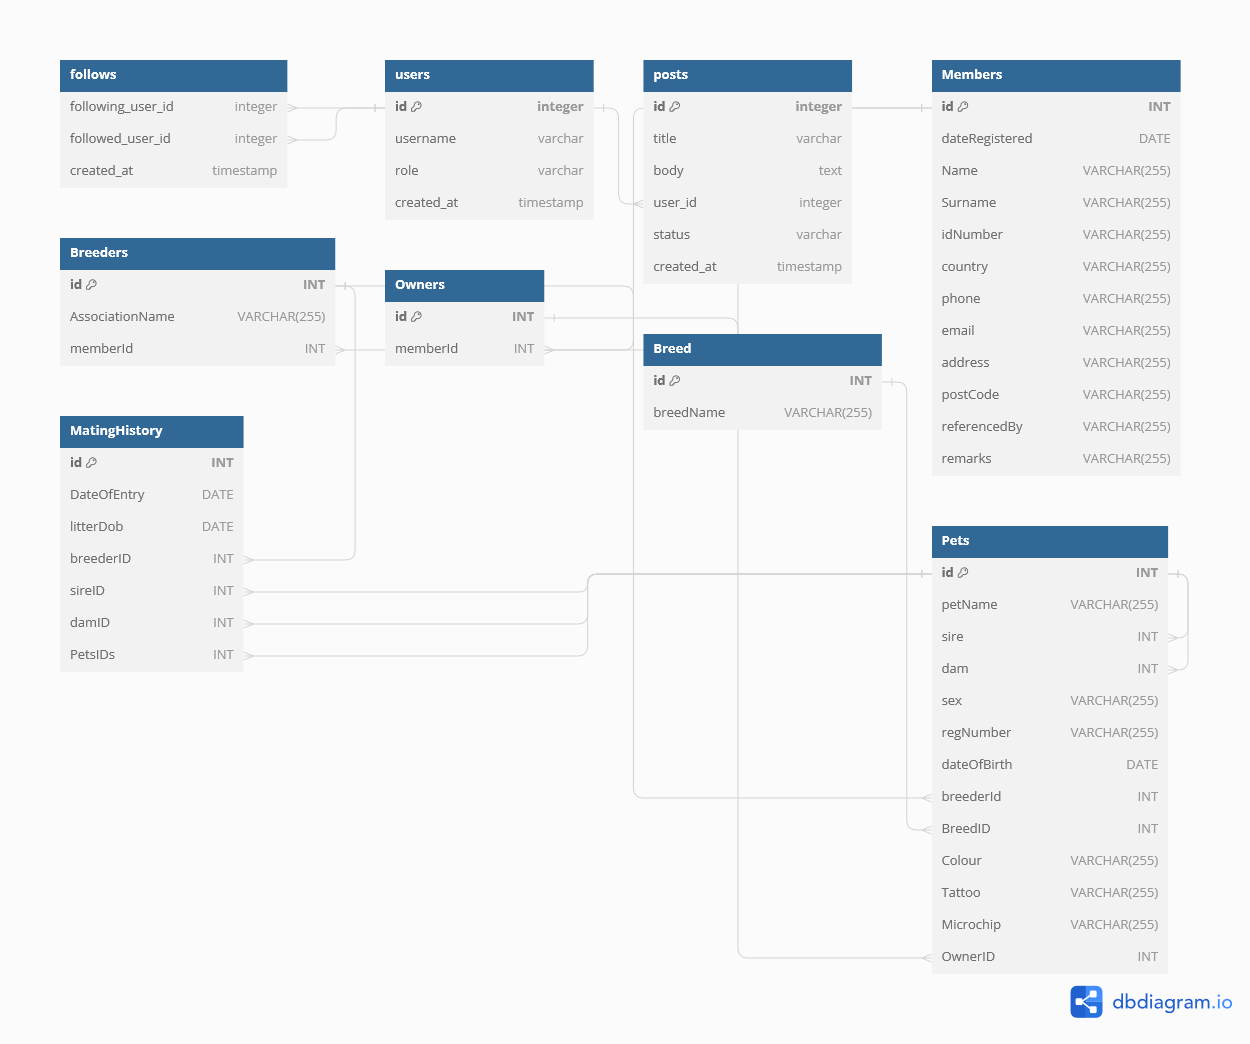 follows
following_user_id integer
followed_user_id integer
created_at timestamp
users
id integer
username varchar
role varchar
created_at timestamp
posts
id integer
title varchar
body text
user_id integer
status varchar
created_at timestamp
Members
id INT
dateRegistered DATE
Name VARCHAR(255)
Surname VARCHAR(255)
idNumber VARCHAR(255)
country VARCHAR(255)
phone VARCHAR(255)
email VARCHAR(255)
address VARCHAR(255)
postCode VARCHAR(255)
referencedBy VARCHAR(255)
remarks VARCHAR(255)
Breeders
id INT
AssociationName VARCHAR(255)
memberId INT
Owners
id INT
memberId INT
Breed
id INT
breedName VARCHAR(255)
MatingHistory
id INT
DateOfEntry DATE
litterDob DATE
breederID INT
sireID INT
damID INT
PetsIDs INT
Pets
id INT
petName VARCHAR(255)
sire INT
dam INT
sex VARCHAR(255)
regNumber VARCHAR(255)
dateOfBirth DATE
breederId INT
BreedID INT
Colour VARCHAR(255)
Tattoo VARCHAR(255)
Microchip VARCHAR(255)
OwnerID INT
dbdiagram.io